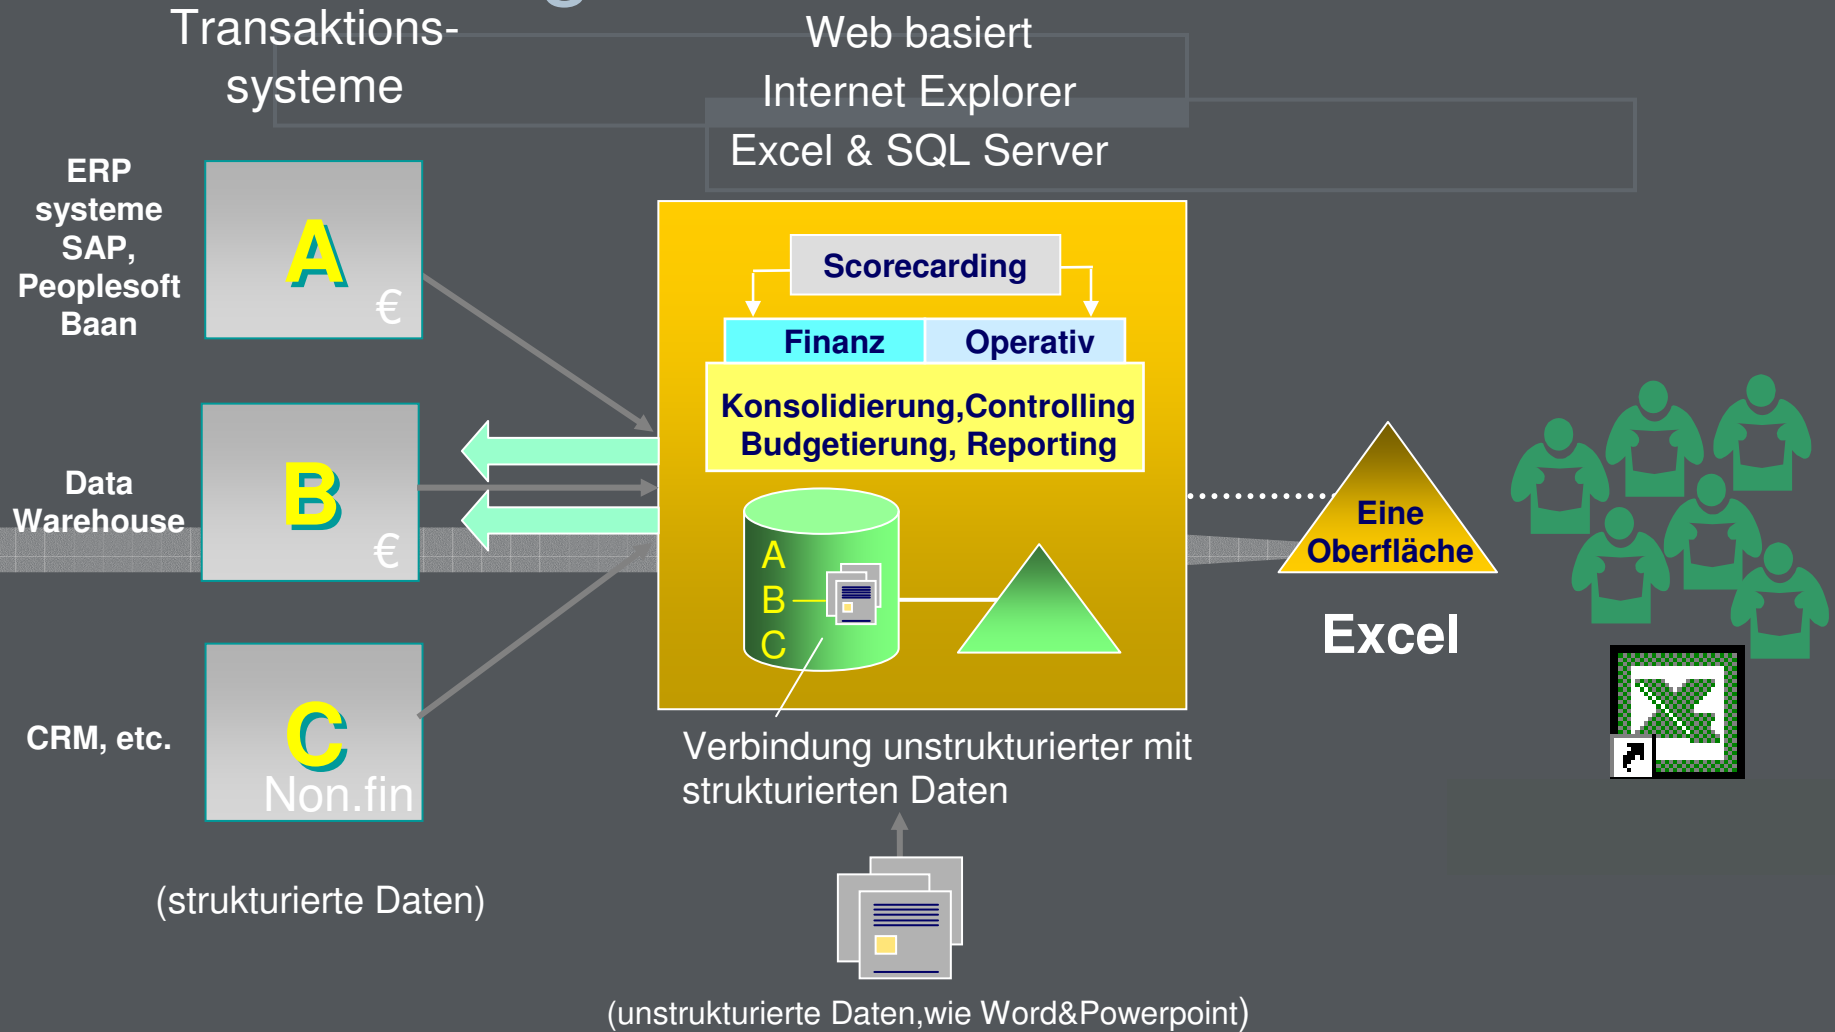 Transaktions-
systeme
Web basiert
Internet Explorer
Excel & SQL Server
ERP
systeme
SAP,
Peoplesoft
Baan
A
€
Data
Warehouse
B
€
CRM, etc.
C
Non.fin
(strukturierte Daten)
Scorecarding
Finanz
Operativ
Konsolidierung,Controlling
Budgetierung, Reporting
A
B
C
Verbindung unstrukturierter mit
strukturierten Daten
(unstrukturierte Daten,wie Word&Powerpoint)
Eine
Oberfläche
Excel